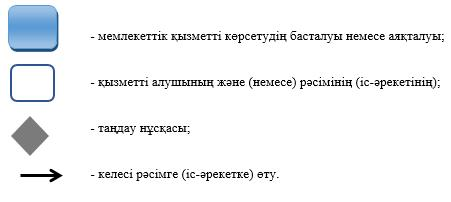 - мемлекеттік қызметті көрсетудің басталуы немесе аяқталуы;
- қызметті алушының және (немесе) рәсімінің (іс-әрекетінің);
- таңдау нұсқасы;
- келесі рәсімге (іс-әрекетке) өту.